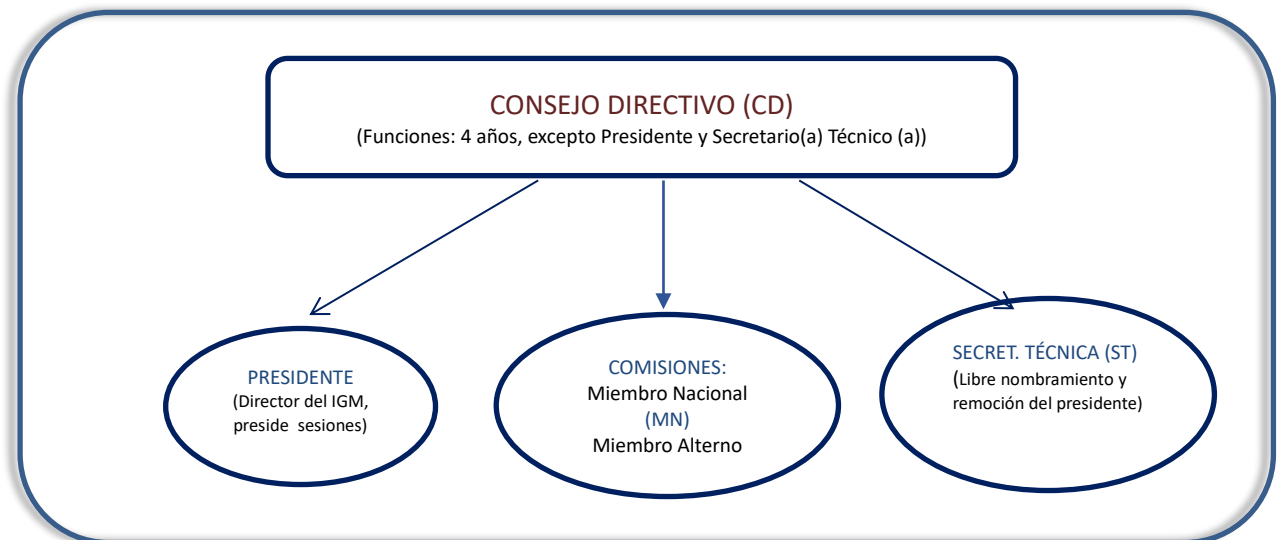 CONSEJO DIRECTIVO (CD)
(Funciones: 4 años, excepto Presidente y Secretario(a) Técnico (a))
PRESIDENTE
(Director del IGM,
preside sesiones)
COMISIONES:
Miembro Nacional
(MN)
Miembro Alterno
SECRET. TÉCNICA (ST)
(Libre nombramiento y
remoción del presidente)